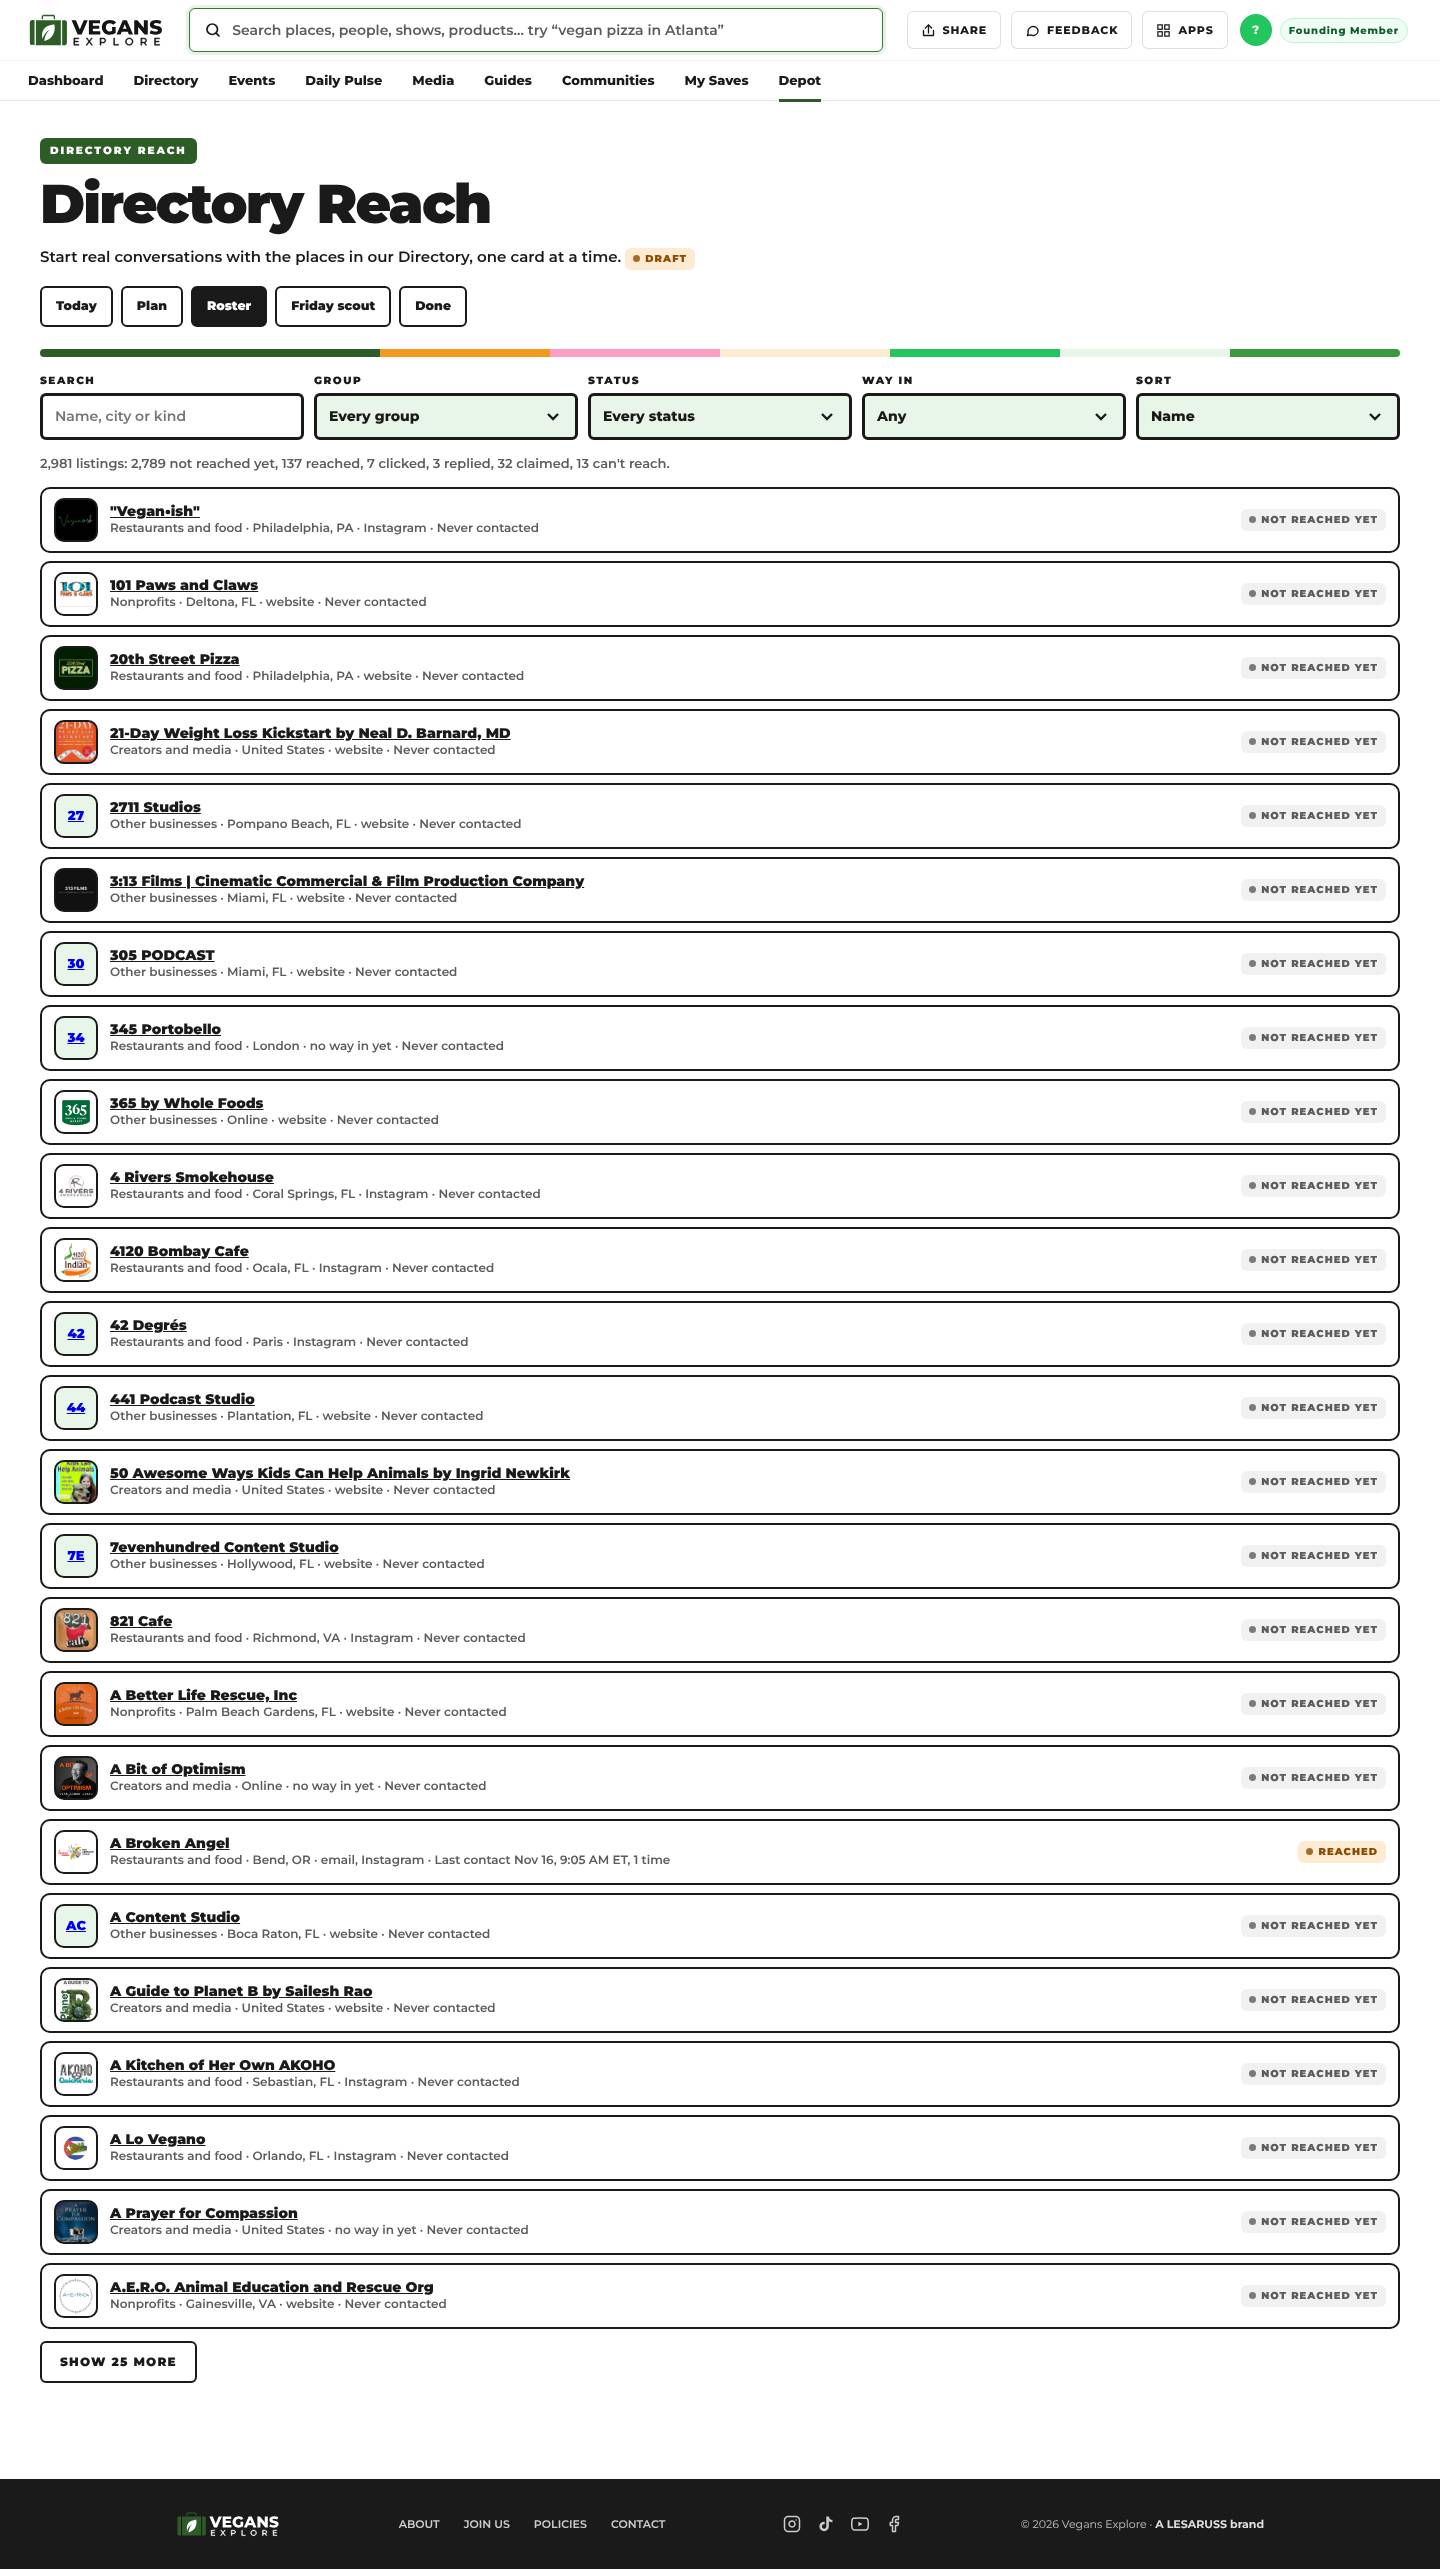 VEGANS
EXPLORE
Search places, people, shows, products... try “vegan pizza in Atlanta”
SHARE
FEEDBACK
APPS
?
Founding Member
Dashboard
Directory
Events
Daily Pulse
Media
Guides
Communities
My Saves
Depot
DIRECTORY REACH
Directory Reach
Start real conversations with the places in our Directory, one card at a time. DRAFT
Today
Plan
Roster
Friday scout
Done
SEARCH
GROUP
STATUS
WAY IN
SORT
Name, city or kind
Every group
Every status
Any
Name
2,981 listings: 2,789 not reached yet, 137 reached, 7 clicked, 3 replied, 32 claimed, 13 can't reach.
"Vegan•ish"
Restaurants and food · Philadelphia, PA · Instagram · Never contacted
NOT REACHED YET
101 Paws and Claws
Nonprofits · Deltona, FL · website · Never contacted
NOT REACHED YET
PIZZA
20th Street Pizza
Restaurants and food · Philadelphia, PA · website · Never contacted
NOT REACHED YET
21-Day Weight Loss Kickstart by Neal D. Barnard, MD
Creators and media · United States · website · Never contacted
NOT REACHED YET
27
2711 Studios
Other businesses · Pompano Beach, FL · website · Never contacted
NOT REACHED YET
3:13 Films | Cinematic Commercial & Film Production Company
Other businesses · Miami, FL · website · Never contacted
NOT REACHED YET
30
305 PODCAST
Other businesses · Miami, FL · website · Never contacted
NOT REACHED YET
34
345 Portobello
Restaurants and food · London · no way in yet · Never contacted
NOT REACHED YET
365
365 by Whole Foods
Other businesses · Online · website · Never contacted
NOT REACHED YET
4 Rivers Smokehouse
Restaurants and food · Coral Springs, FL · Instagram · Never contacted
NOT REACHED YET
4120 Bombay Cafe
Restaurants and food · Ocala, FL · Instagram · Never contacted
NOT REACHED YET
42
42 Degrés
Restaurants and food · Paris · Instagram · Never contacted
NOT REACHED YET
44
441 Podcast Studio
Other businesses · Plantation, FL · website · Never contacted
NOT REACHED YET
50 Awesome Ways Kids Can Help Animals by Ingrid Newkirk
Creators and media · United States · website · Never contacted
NOT REACHED YET
7E
7evenhundred Content Studio
Other businesses · Hollywood, FL · website · Never contacted
NOT REACHED YET
821 Cafe
Restaurants and food · Richmond, VA · Instagram · Never contacted
NOT REACHED YET
A Better Life Rescue, Inc
Nonprofits · Palm Beach Gardens, FL · website · Never contacted
NOT REACHED YET
A Bit of Optimism
Creators and media · Online · no way in yet · Never contacted
NOT REACHED YET
A Broken Angel
Restaurants and food · Bend, OR · email, Instagram · Last contact Nov 16, 9:05 AM ET, 1 time
REACHED
AC
A Content Studio
Other businesses · Boca Raton, FL · website · Never contacted
NOT REACHED YET
A Guide to Planet B by Sailesh Rao
Creators and media · United States · website · Never contacted
NOT REACHED YET
A Kitchen of Her Own AKOHO
Restaurants and food · Sebastian, FL · Instagram · Never contacted
NOT REACHED YET
A Lo Vegano
Restaurants and food · Orlando, FL · Instagram · Never contacted
NOT REACHED YET
A Prayer for Compassion
Creators and media · United States · no way in yet · Never contacted
NOT REACHED YET
A.E.R.O. Animal Education and Rescue Org
Nonprofits · Gainesville, VA · website · Never contacted
NOT REACHED YET
SHOW 25 MORE
VEGANS
EXPLORE
ABOUT
JOIN US
POLICIES
CONTACT
© 2026 Vegans Explore · A LESARUSS brand